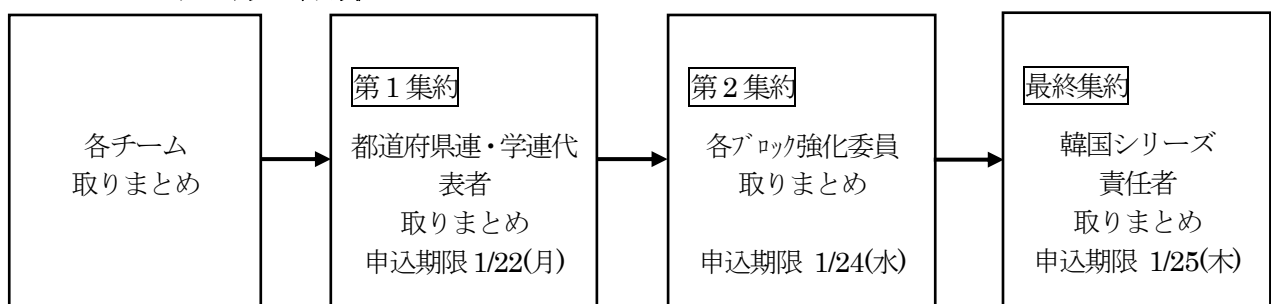 各チーム
取りまとめ
第1集約
都道府県連・学連代
表者
取りまとめ
申込期限 1/22(月)
第2集約
各ﾌﾞﾛｯｸ強化委員
取りまとめ
申込期限 1/24(水)
最終集約
韓国シリーズ
責任者
取りまとめ
申込期限 1/25(木)